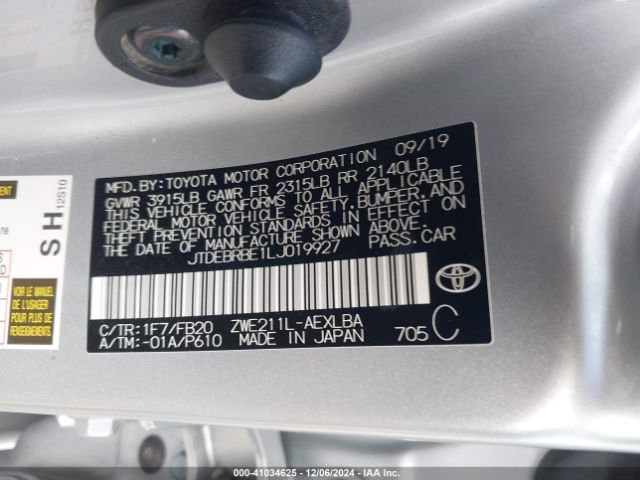 MFD.BY:TOYOTA MOTOR CORPORATION 09/19
GVWR 3915LB GAWR FR 2315LB RR 2140LB
THIS VEHICLE CONFORMS TO ALL APPLICABLE
FEDERAL MOTOR VEHICLE SAFETY,BUMPER,AND
THEFT PREVENTION STANDARDS IN EFFECT ON
THE DATE OF MANUFACTURE SHOWN ABOVE.
JTDEBRBE1LJ019927 PASS.CAR
C/TR:1F7/FB20 ZWE211L-AEXLBA
A/TM:-01A/P610 MADE IN JAPAN 705 C
TOYOTA
SH
12S10
MANUEL
DE L'USAGER
POUR PLUS DE
RENSEIGNEMENTS.
000-41034625 - 12/06/2024 - IAA Inc.